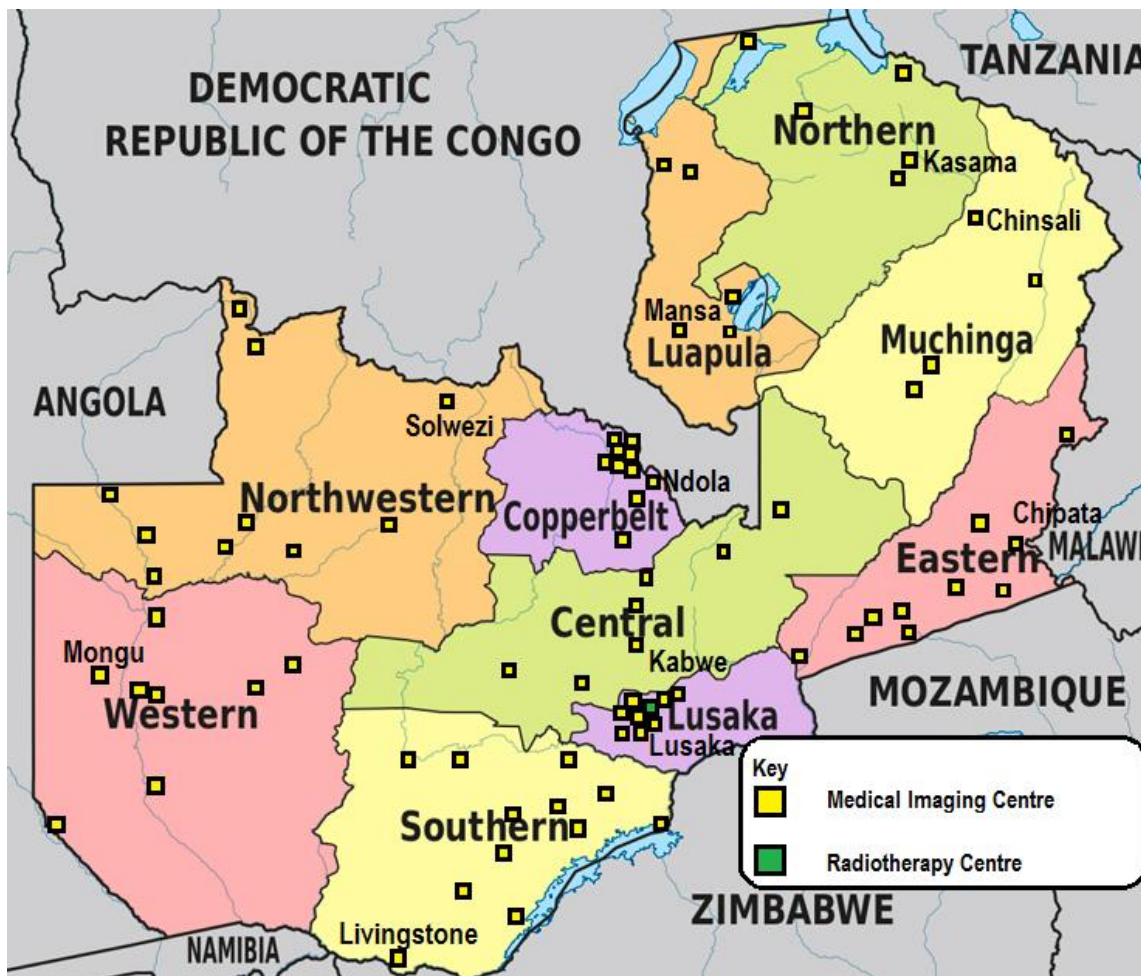 TANZANIA
DEMOCRATIC
REPUBLIC OF THE CONGO
Northern
Kasama
Chinsali
Mansa
Luapula
Muchinga
ANGOLA
Solwezi
Northwestern
Ndola
Copperbelt
Chipata
MALAWI
Eastern
Central
Kabwe
Mongu
Western
MOZAMBIQUE
Lusaka
Lusaka
Key
Medical Imaging Centre
Radiotherapy Centre
Southern
ZIMBABWE
Livingstone
NAMIBIA